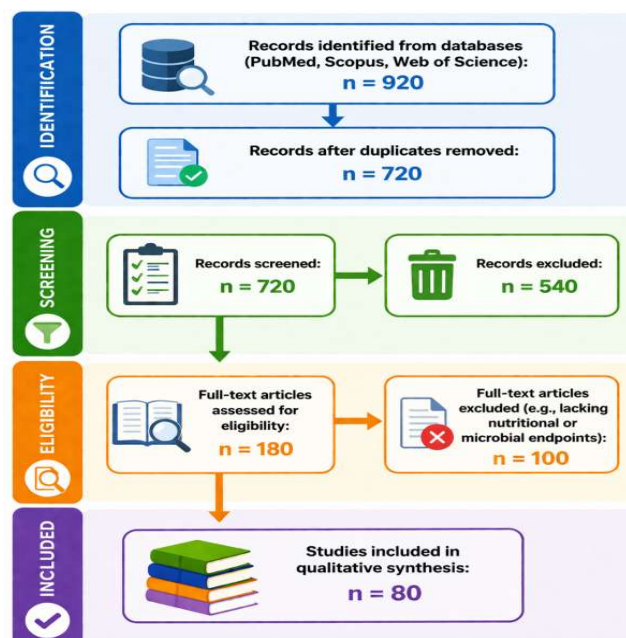 IDENTIFICATION
Records identified from databases
(PubMed, Scopus, Web of Science):
n = 920
Records after duplicates removed:
n = 720
SCREENING
Records screened:
n = 720
Records excluded:
n = 540
ELIGIBILITY
Full-text articles
assessed for
eligibility:
n = 180
Full-text articles
excluded (e.g., lacking
nutritional or
microbial endpoints):
n = 100
INCLUDED
Studies included in
qualitative synthesis:
n = 80